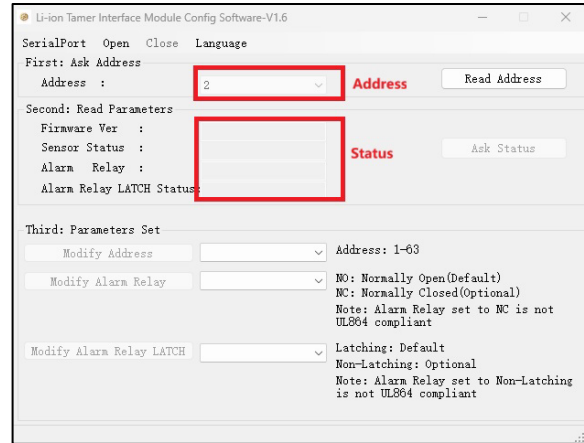 Li-ion Tamer Interface Module Config Software-V1.6
SerialPort Open Close Language
First: Ask Address
Address : 2 Address Read Address
Second: Read Parameters
Firmware Ver :
Sensor Status : Status Ask Status
Alarm Relay :
Alarm Relay LATCH Status:
Third: Parameters Set
Modify Address Address: 1-63
Modify Alarm Relay NO: Normally Open(Default)
NC: Normally Closed(Optional)
Note: Alarm Relay set to NC is not
UL864 compliant
Modify Alarm Relay LATCH Latching: Default
Non-Latching: Optional
Note: Alarm Relay set to Non-Latching
is not UL864 compliant